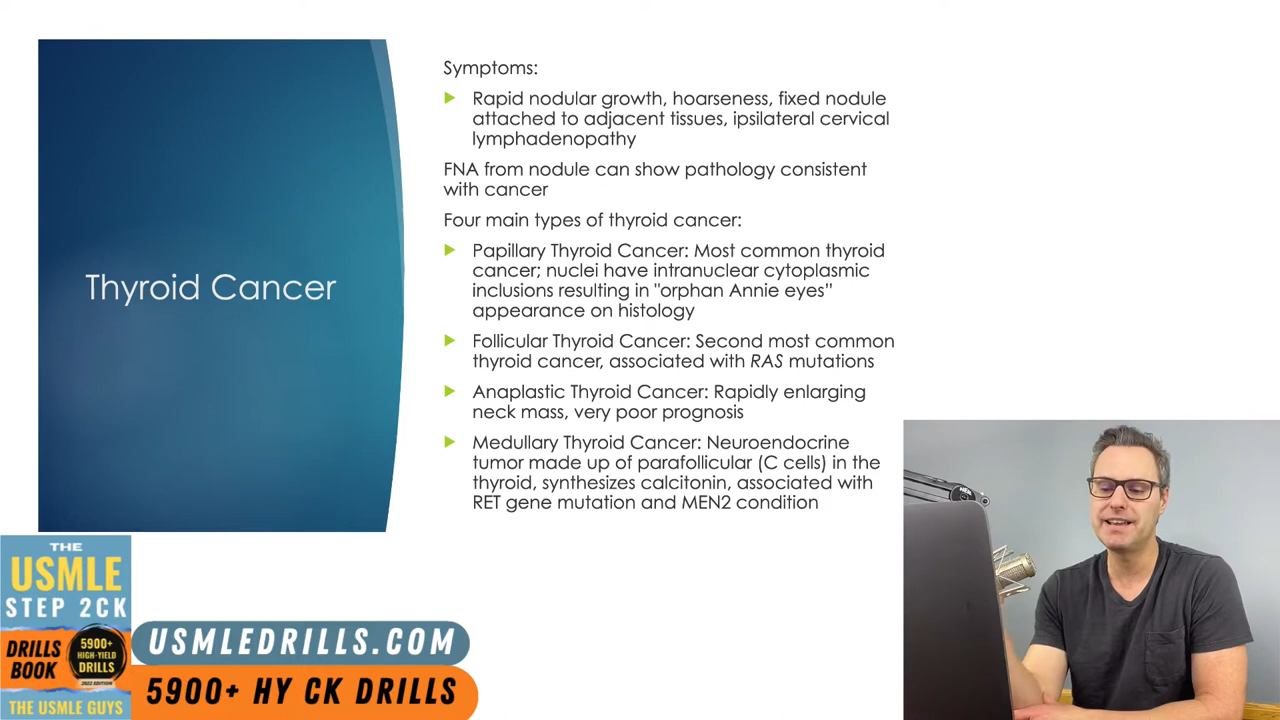 Thyroid Cancer
Symptoms:
Rapid nodular growth, hoarseness, fixed nodule
attached to adjacent tissues, ipsilateral cervical
lymphadenopathy
FNA from nodule can show pathology consistent
with cancer
Four main types of thyroid cancer:
Papillary Thyroid Cancer: Most common thyroid
cancer; nuclei have intranuclear cytoplasmic
inclusions resulting in "orphan Annie eyes”
appearance on histology
Follicular Thyroid Cancer: Second most common
thyroid cancer, associated with RAS mutations
Anaplastic Thyroid Cancer: Rapidly enlarging
neck mass, very poor prognosis
Medullary Thyroid Cancer: Neuroendocrine
tumor made up of parafollicular (C cells) in the
thyroid, synthesizes calcitonin, associated with
RET gene mutation and MEN2 condition
THE
USMLE
STEP 2CK
DRILLS
BOOK
5900+
HIGH-YIELD
DRILLS
2022 EDITION
THE USMLE GUYS
USMLEDRILLS.COM
5900+ HY CK DRILLS